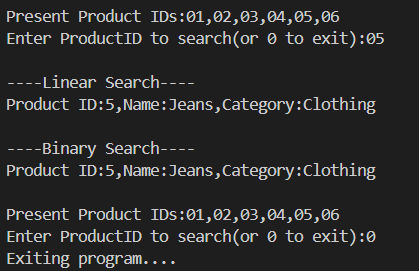 Present Product IDs:01,02,03,04,05,06
Enter ProductID to search(or 0 to exit):05
----Linear Search----
Product ID:5,Name:Jeans,Category:Clothing
----Binary Search----
Product ID:5,Name:Jeans,Category:Clothing
Present Product IDs:01,02,03,04,05,06
Enter ProductID to search(or 0 to exit):0
Exiting program....